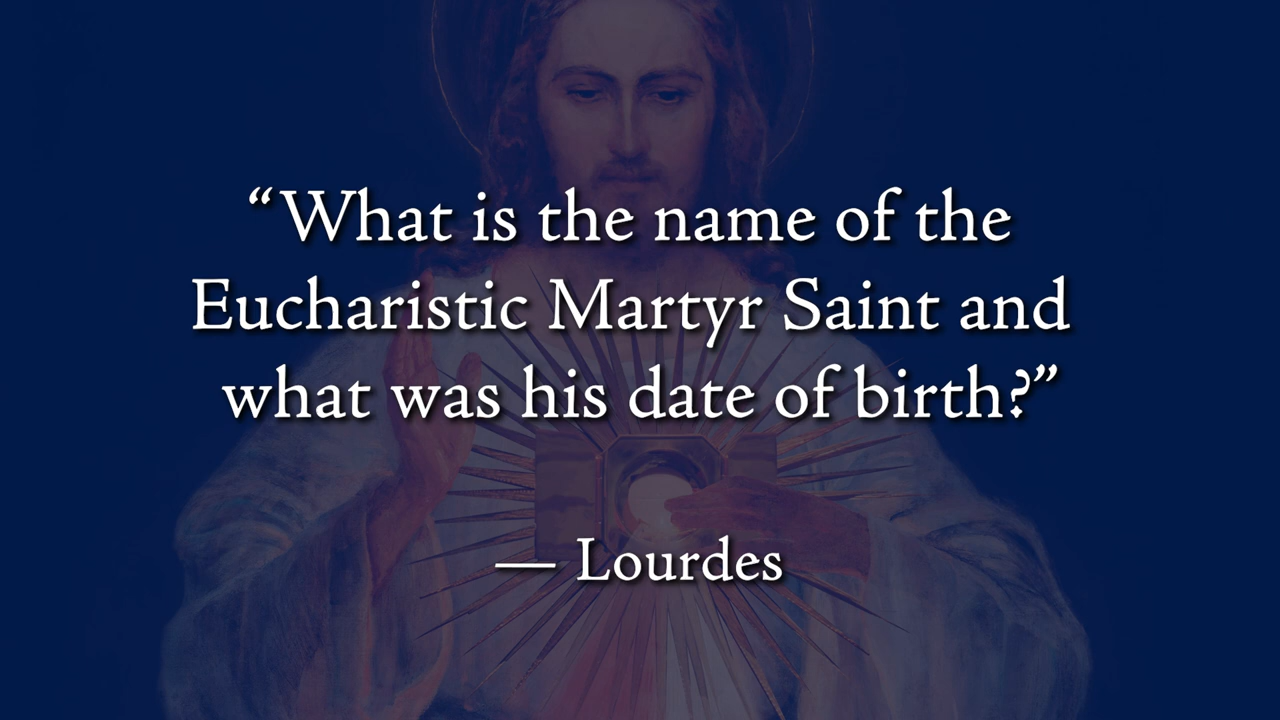 “What is the name of the
Eucharistic Martyr Saint and
what was his date of birth?”
— Lourdes